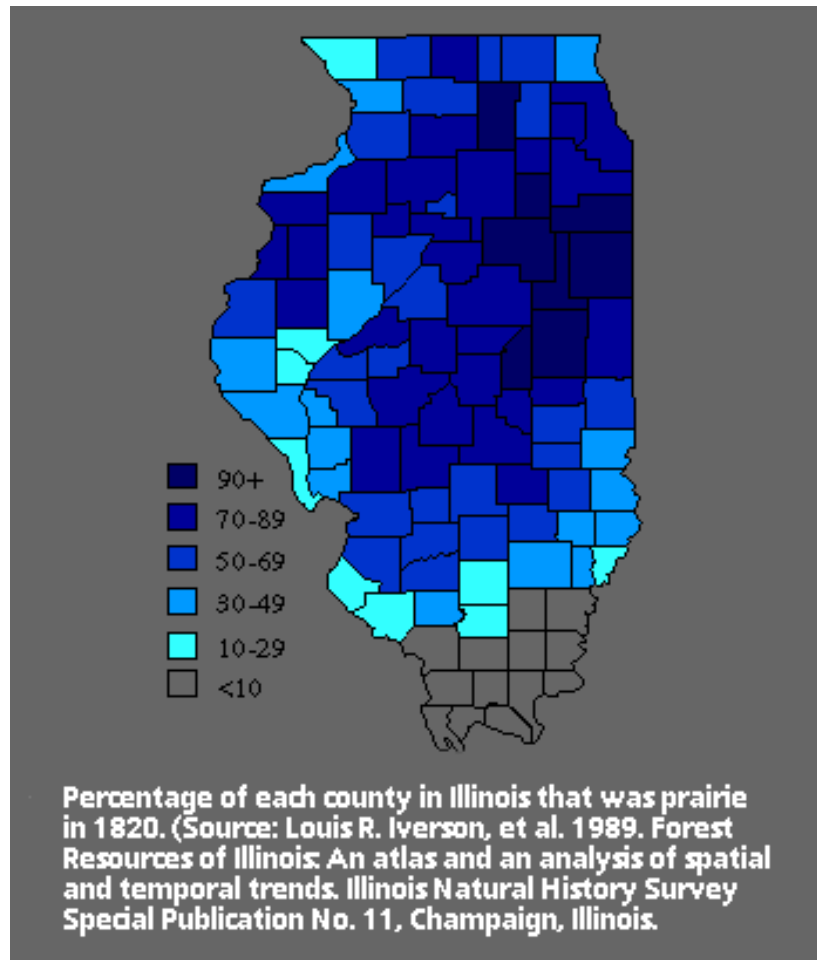 90+
70-89
50-69
30-49
10-29
<10
Percentage of each county in Illinois that was prairie
in 1820. (Source: Louis R. Iverson, et al. 1989. Forest
Resources of Illinois: An atlas and an analysis of spatial
and temporal trends. Illinois Natural History Survey
Special Publication No. 11, Champaign, Illinois.